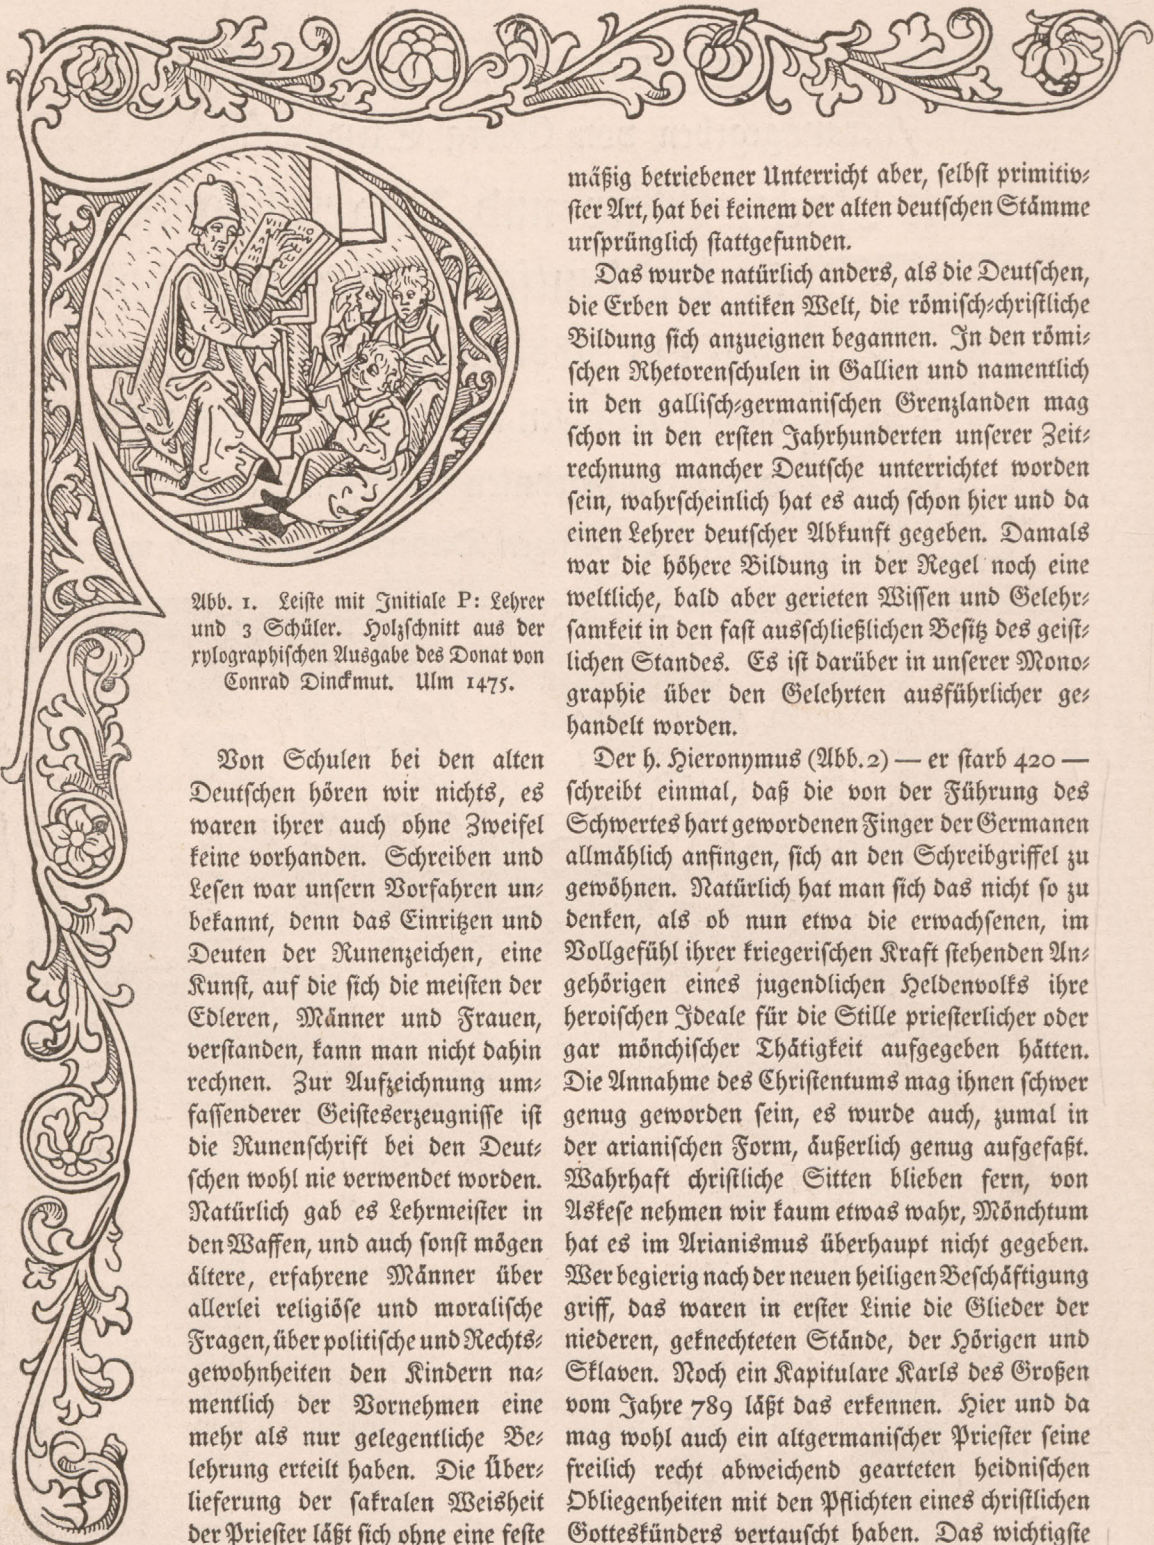 Abb. 1. Leiste mit Initiale P: Lehrer
und 3 Schüler. Holzschnitt aus der
xylographischen Ausgabe des Donat von
Conrad Dinckmut. Ulm 1475.
Von Schulen bei den alten
Deutschen hören wir nichts, es
waren ihrer auch ohne Zweifel
keine vorhanden. Schreiben und
Lesen war unsern Vorfahren un-
bekannt, denn das Einritzen und
Deuten der Runenzeichen, eine
Kunst, auf die sich die meisten der
Edleren, Männer und Frauen,
verstanden, kann man nicht dahin
rechnen. Zur Aufzeichnung um-
fassenderer Geisteserzeugnisse ist
die Runenschrift bei den Deut-
schen wohl nie verwendet worden.
Natürlich gab es Lehrmeister in
den Waffen, und auch sonst mögen
ältere, erfahrene Männer über
allerlei religiöse und moralische
Fragen, über politische und Rechts-
gewohnheiten den Kindern na-
mentlich der Vornehmen eine
mehr als nur gelegentliche Be-
lehrung erteilt haben. Die Über-
lieferung der sakralen Weisheit
der Priester läßt sich ohne eine feste
mäßig betriebener Unterricht aber, selbst primitiv-
ster Art, hat bei keinem der alten deutschen Stämme
ursprünglich stattgefunden.
Das wurde natürlich anders, als die Deutschen,
die Erben der antiken Welt, die römisch-christliche
Bildung sich anzueignen begannen. In den römi-
schen Rhetorenschulen in Gallien und namentlich
in den gallisch-germanischen Grenzlanden mag
schon in den ersten Jahrhunderten unserer Zeit-
rechnung mancher Deutsche unterrichtet worden
sein, wahrscheinlich hat es auch schon hier und da
einen Lehrer deutscher Abkunft gegeben. Damals
war die höhere Bildung in der Regel noch eine
weltliche, bald aber gerieten Wissen und Gelehr-
samkeit in den fast ausschließlichen Besitz des geist-
lichen Standes. Es ist darüber in unserer Mono-
graphie über den Gelehrten ausführlicher ge-
handelt worden.
Der h. Hieronymus (Abb. 2) — er starb 420 —
schreibt einmal, daß die von der Führung des
Schwertes hart gewordenen Finger der Germanen
allmählich anfingen, sich an den Schreibgriffel zu
gewöhnen. Natürlich hat man sich das nicht so zu
denken, als ob nun etwa die erwachsenen, im
Vollgefühl ihrer kriegerischen Kraft stehenden An-
gehörigen eines jugendlichen Heldenvolks ihre
heroischen Ideale für die Stille priesterlicher oder
gar mönchischer Thätigkeit aufgegeben hätten.
Die Annahme des Christentums mag ihnen schwer
genug geworden sein, es wurde auch, zumal in
der arianischen Form, äußerlich genug aufgefaßt.
Wahrhaft christliche Sitten blieben fern, von
Askese nehmen wir kaum etwas wahr, Mönchtum
hat es im Arianismus überhaupt nicht gegeben.
Wer begierig nach der neuen heiligen Beschäftigung
griff, das waren in erster Linie die Glieder der
niederen, geknechteten Stände, der Hörigen und
Sklaven. Noch ein Kapitulare Karls des Großen
vom Jahre 789 läßt das erkennen. Hier und da
mag wohl auch ein altgermanischer Priester seine
freilich recht abweichend gearteten heidnischen
Obliegenheiten mit den Pflichten eines christlichen
Gotteskünders vertauscht haben. Das wichtigste